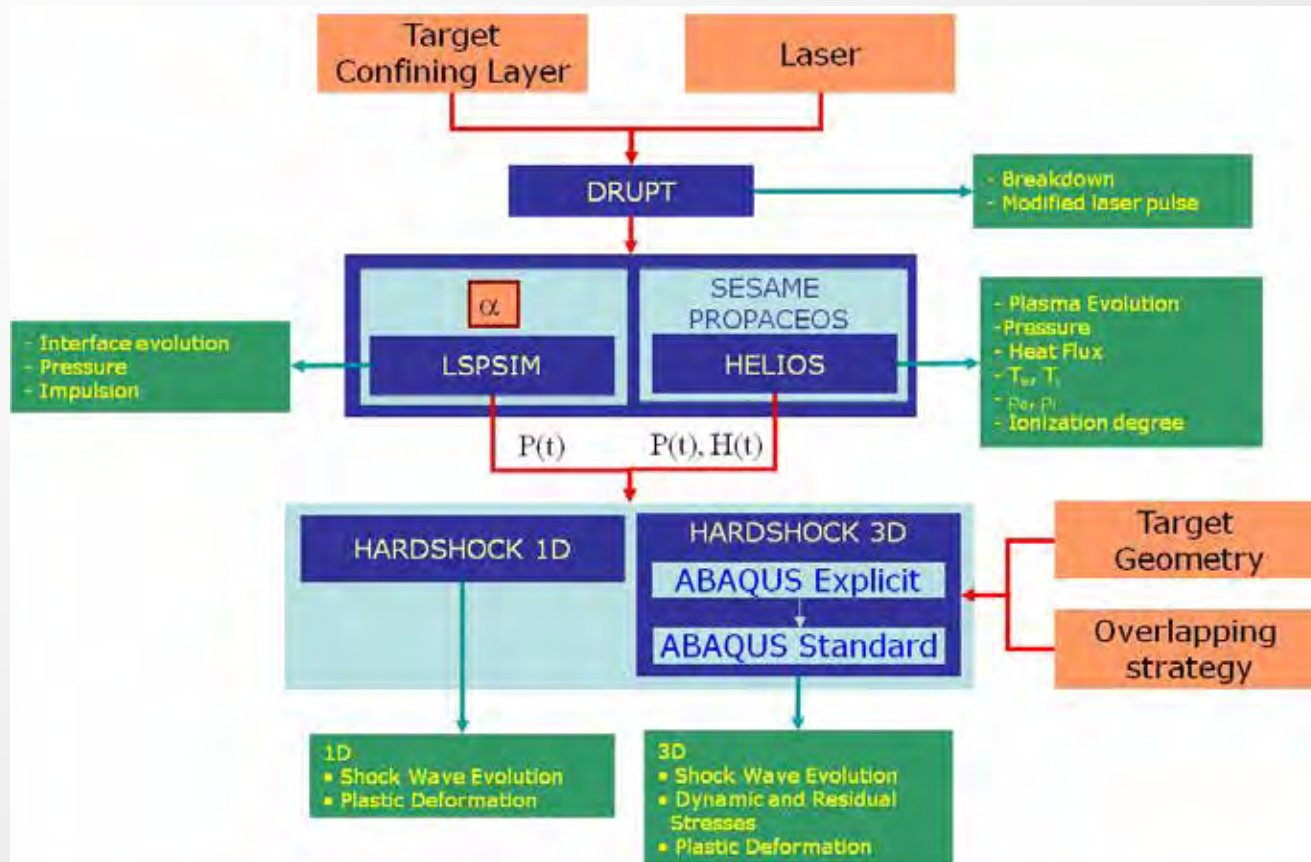 Target
Confining Layer
Laser
DRUPT
- Breakdown
- Modified laser pulse
α
LSPSIM
SESAME
PROPACEOS
HELIOS
- Interface evolution
- Pressure
- Impulsion
- Plasma Evolution
-Pressure
- Heat Flux
- Te, Ti
- ρe, ρi
- Ionization degree
P(t)
P(t), H(t)
HARDSHOCK 1D
HARDSHOCK 3D
ABAQUS Explicit
ABAQUS Standard
Target
Geometry
Overlapping
strategy
1D
▪ Shock Wave Evolution
▪ Plastic Deformation
3D
▪ Shock Wave Evolution
▪ Dynamic and Residual
Stresses
▪ Plastic Deformation